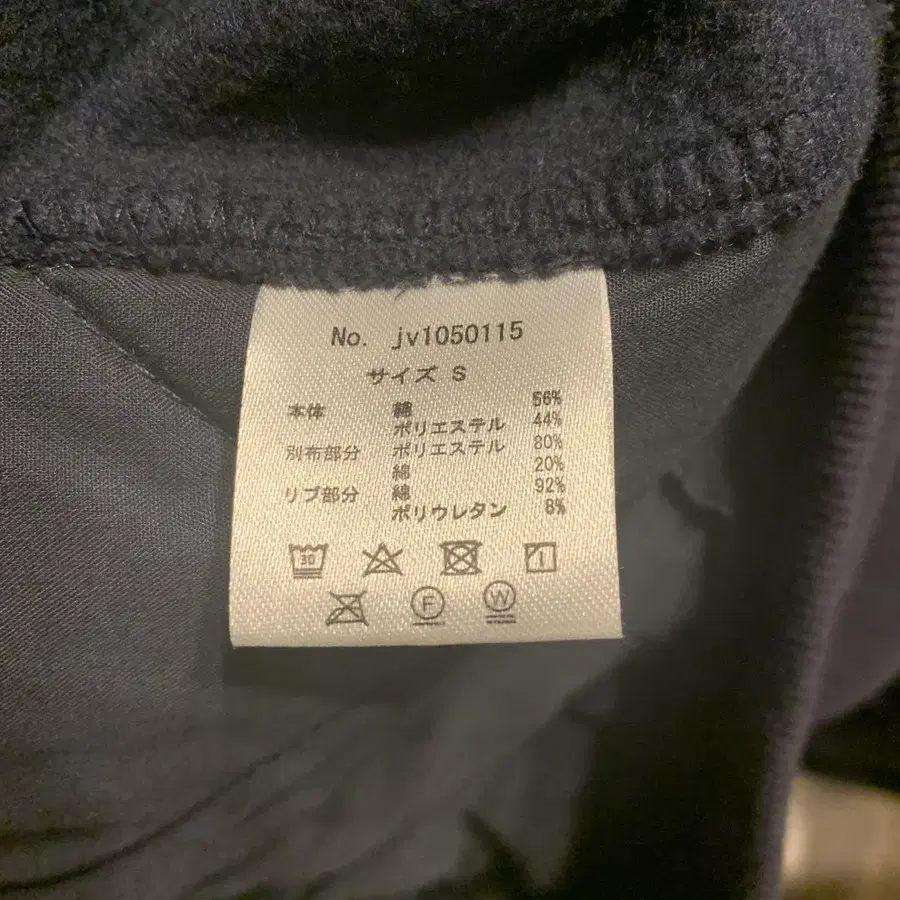 No. jv1050115
サイズ S
本体 綿 56%
ポリエステル 44%
別布部分 ポリエステル 80%
綿 20%
リブ部分 綿 92%
ポリウレタン 8%
30
F W